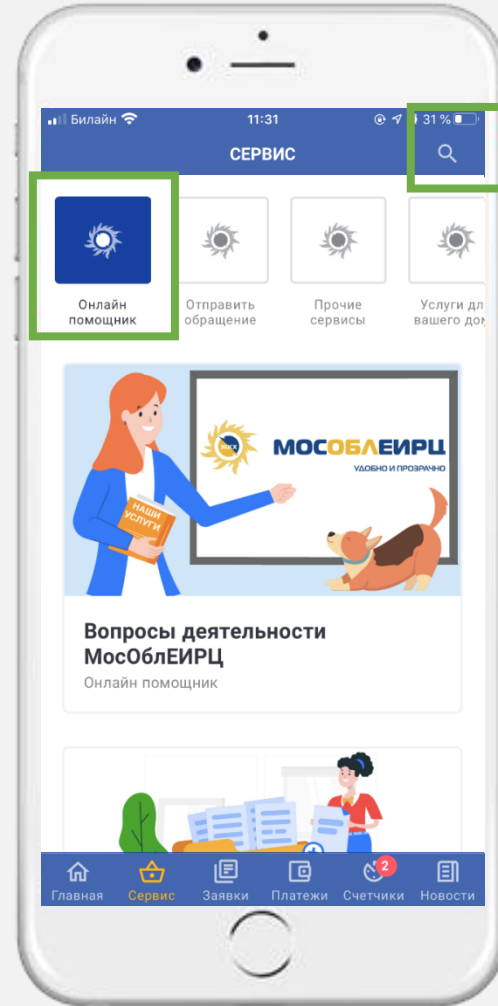 Билайн 11:31 31 %
СЕРВИС
Онлайн
помощник
Отправить
обращение
Прочие
сервисы
Услуги дл
вашего дом
НАШИ
УСЛУГИ
ЖКХ
МОСОБЛЕИРЦ
УДОБНО И ПРОЗРАЧНО
Вопросы деятельности
МосОблЕИРЦ
Онлайн помощник
2
Главная Сервис Заявки Платежи Счетчики Новости